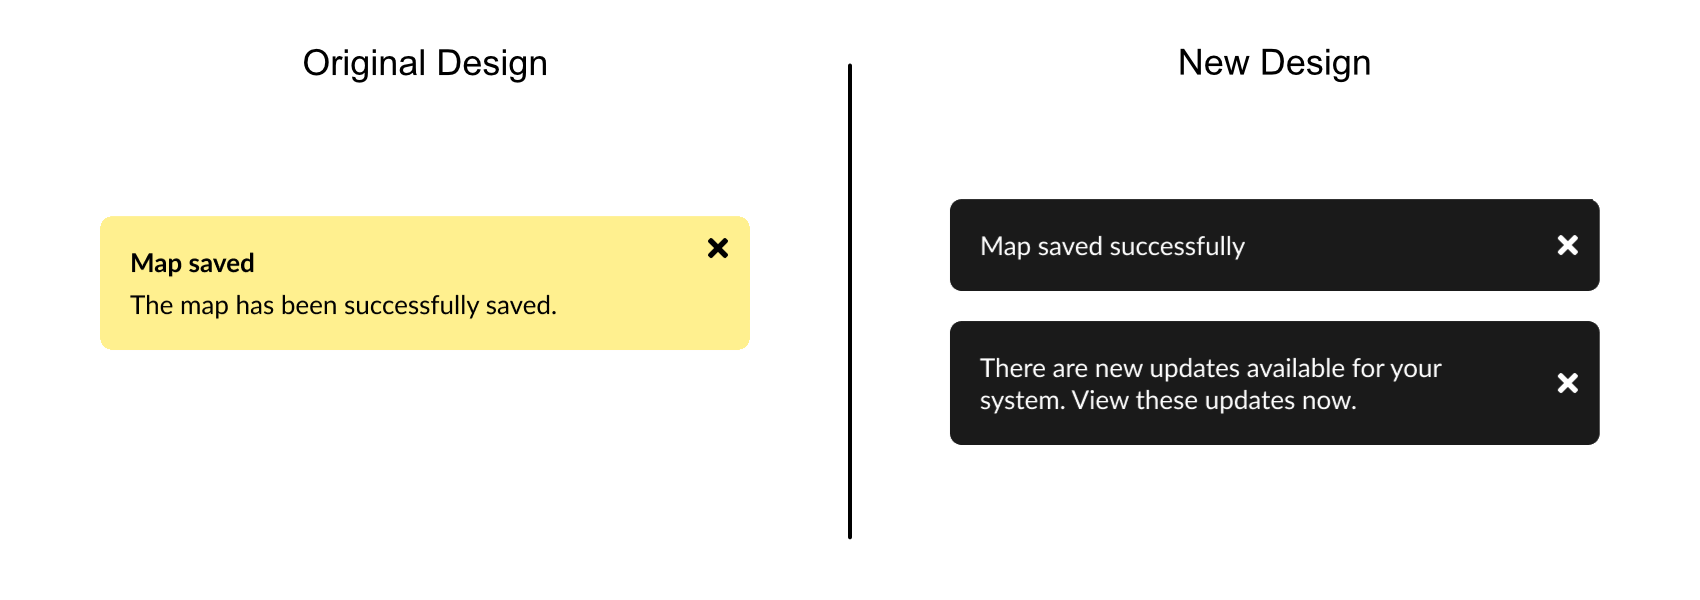 Original Design
Map saved
The map has been successfully saved.
New Design
Map saved successfully
There are new updates available for your
system. View these updates now.